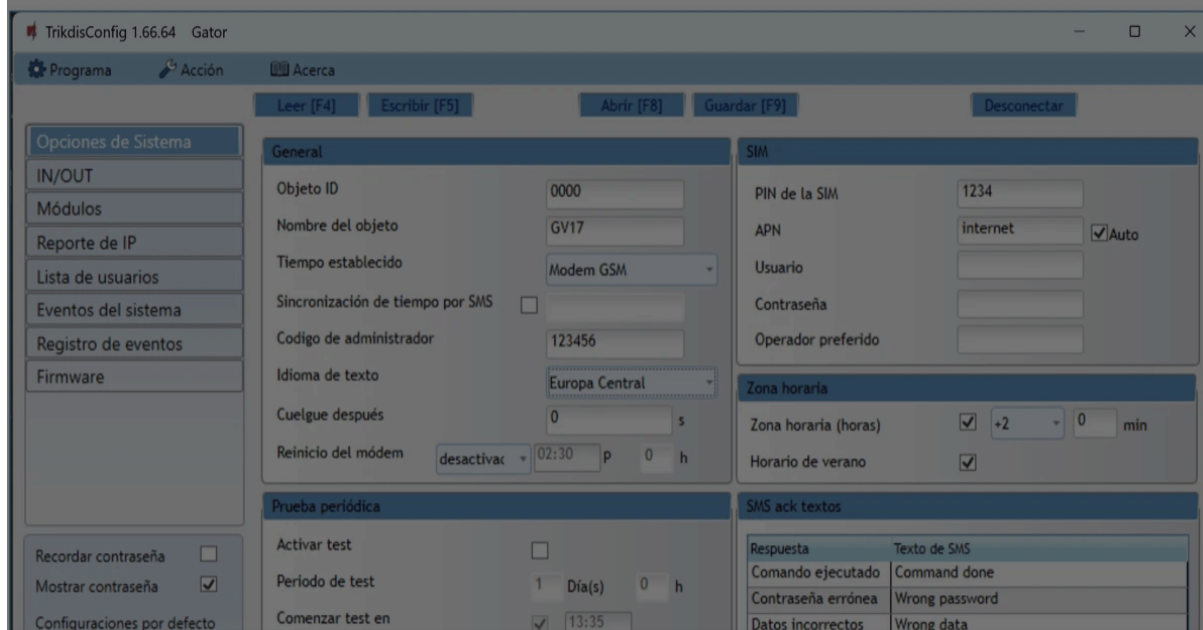 TrikdisConfig 1.66.64 Gator
Programa Acción Acerca
Leer [F4] Escribir [F5] Abrir [F8] Guardar [F9] Desconectar
Opciones de Sistema
IN/OUT
Módulos
Reporte de IP
Lista de usuarios
Eventos del sistema
Registro de eventos
Firmware
Recordar contraseña
Mostrar contraseña
Configuraciones por defecto
General
Objeto ID 0000
Nombre del objeto GV17
Tiempo establecido Modem GSM
Sincronización de tiempo por SMS
Codigo de administrador 123456
Idioma de texto Europa Central
Cuelgue después 0 s
Reinicio del módem desactivac 02:30 P 0 h
Prueba periódica
Activar test
Periodo de test 1 Día(s) 0 h
Comenzar test en 13:35
SIM
PIN de la SIM 1234
APN internet Auto
Usuario
Contraseña
Operador preferido
Zona horaria
Zona horaria (horas) +2 0 min
Horario de verano
SMS ack textos
Respuesta Texto de SMS
Comando ejecutado Command done
Contraseña errónea Wrong password
Datos incorrectos Wrong data